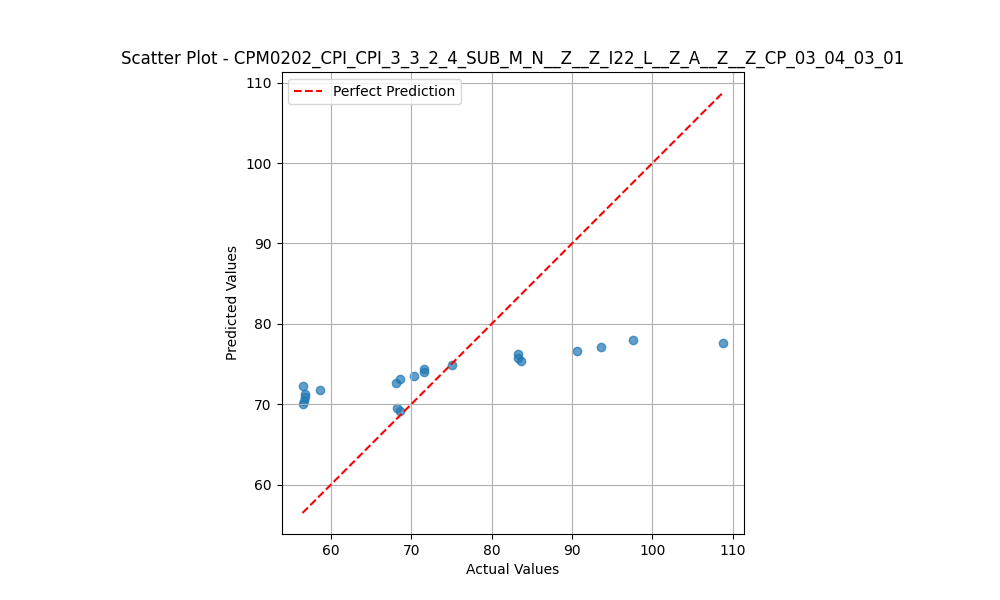 Scatter Plot - CPM0202_CPI_CPI_3_3_2_4_SUB_M_N__Z__Z_I22_L__Z_A__Z__Z_CP_03_04_03_01
Perfect Prediction
110
100
90
80
70
60
Predicted Values
60 70 80 90 100 110
Actual Values